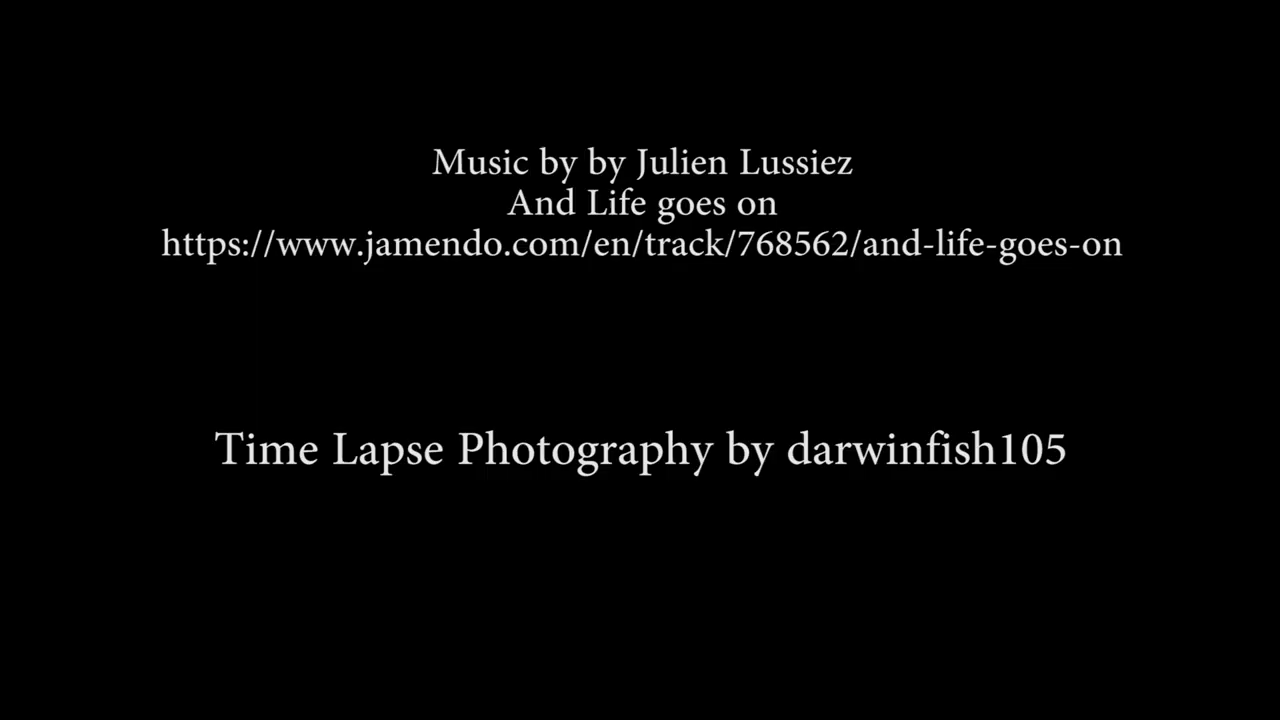 Music by by Julien Lussiez
And Life goes on
https://www.jamendo.com/en/track/768562/and-life-goes-on
Time Lapse Photography by darwinfish105